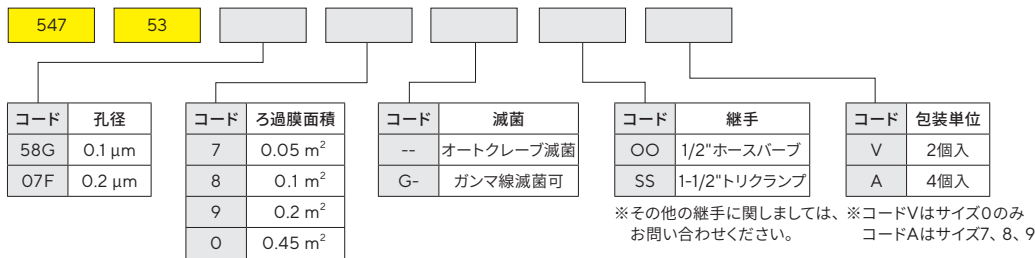 547 53
コード 孔径
58G 0.1 µm
07F 0.2 µm
コード ろ過膜面積
7 0.05 m²
8 0.1 m²
9 0.2 m²
0 0.45 m²
コード 滅菌
-- オートクレーブ滅菌
G- ガンマ線滅菌可
コード 継手
OO 1/2"ホースバーブ
SS 1-1/2"トリクランプ
※その他の継手に関しましては、
お問い合わせください。
コード 包装単位
V 2個入
A 4個入
※コードVはサイズ0のみ
コードAはサイズ7、8、9